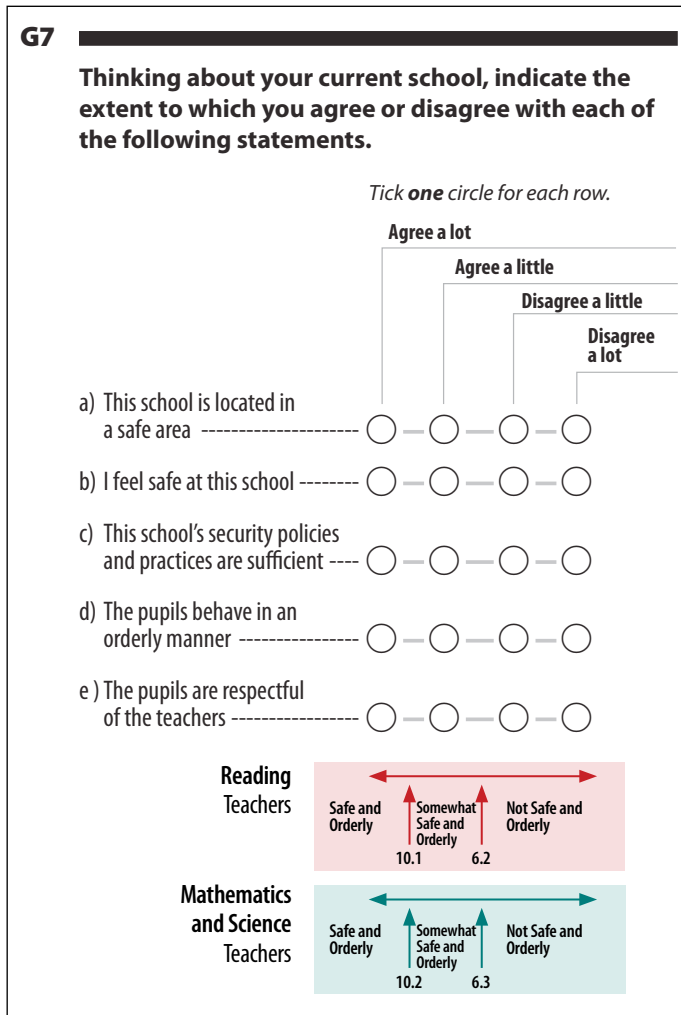 G7
Thinking about your current school, indicate the
extent to which you agree or disagree with each of
the following statements.
Tick one circle for each row.
Agree a lot
Agree a little
Disagree a little
Disagree
a lot
a) This school is located in
a safe area --------------------
b) I feel safe at this school --------
c) This school’s security policies
and practices are sufficient ----
d) The pupils behave in an
orderly manner ----------------
e ) The pupils are respectful
of the teachers -----------------
Reading
Teachers
Safe and
Orderly
Somewhat
Safe and
Orderly
Not Safe and
Orderly
10.1 6.2
Mathematics
and Science
Teachers
Safe and
Orderly
Somewhat
Safe and
Orderly
Not Safe and
Orderly
10.2 6.3